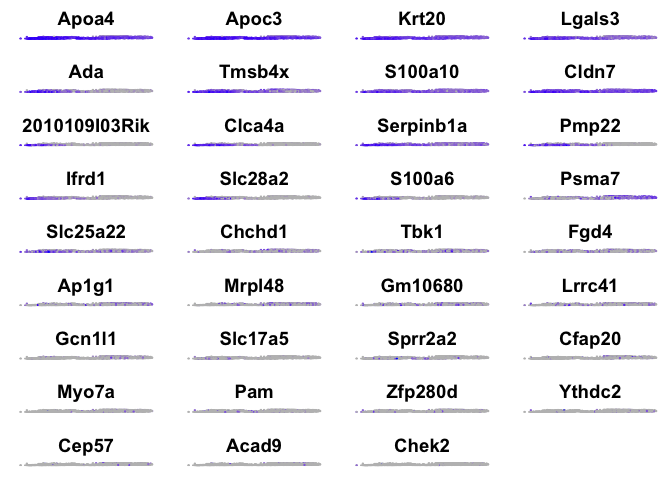 Apoa4 Apoc3 Krt20 Lgals3
Ada Tmsb4x S100a10 Cldn7
2010109I03Rik Clca4a Serpinb1a Pmp22
Ifrd1 Slc28a2 S100a6 Psma7
Slc25a22 Chchd1 Tbk1 Fgd4
Ap1g1 Mrpl48 Gm10680 Lrrc41
Gcn1l1 Slc17a5 Sprr2a2 Cfap20
Myo7a Pam Zfp280d Ythdc2
Cep57 Acad9 Chek2